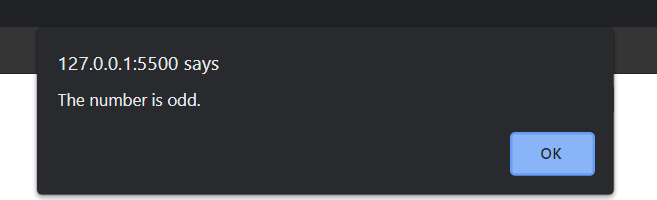 127.0.0.1:5500 says
The number is odd.
OK